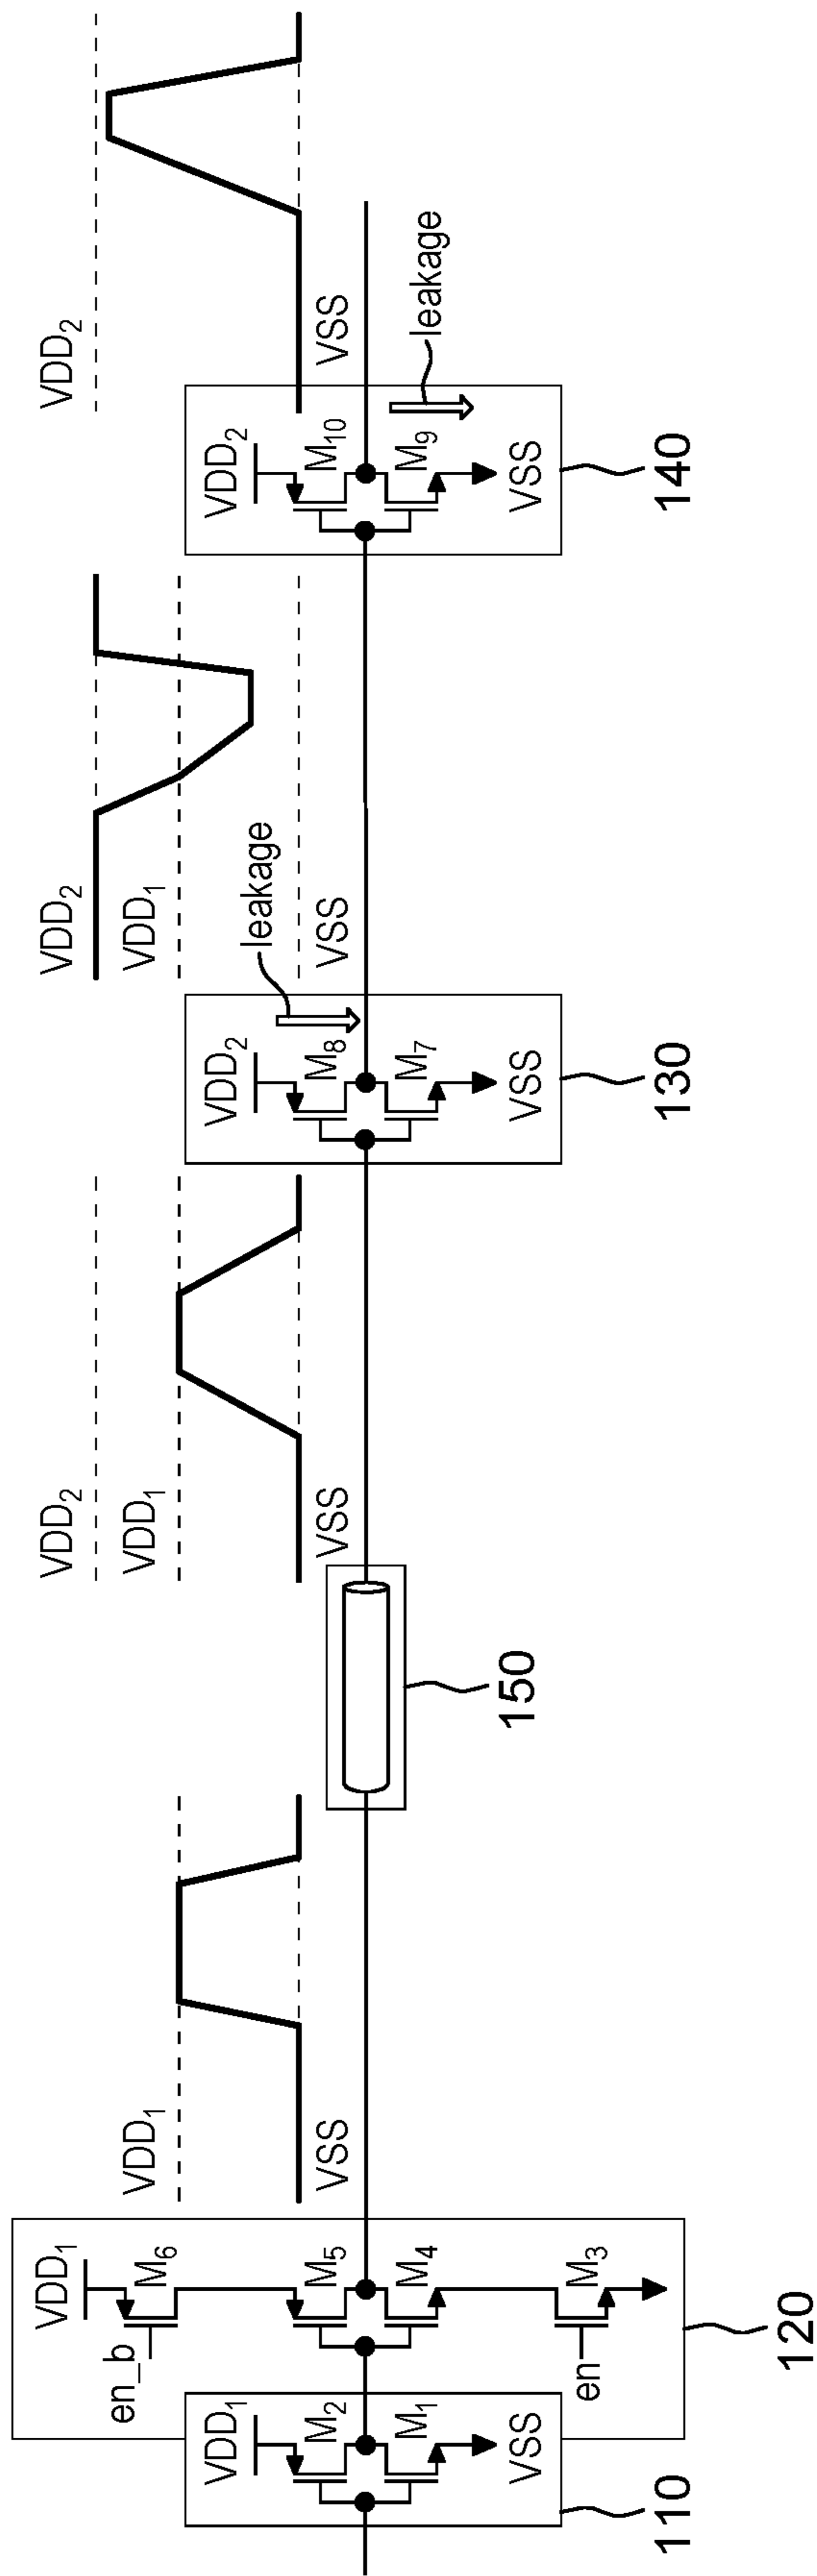 VDD₁
VSS
M₂
M₁
110
VDD₁
en_b
M₆
M₅
M₄
M₃
en
120
VDD₁
VSS
150
VDD₂
VDD₁
VSS
VDD₂
M₈
M₇
VSS
leakage
130
VDD₂
VDD₁
VSS
VDD₂
M₁₀
M₉
VSS
leakage
140
VDD₂
VSS